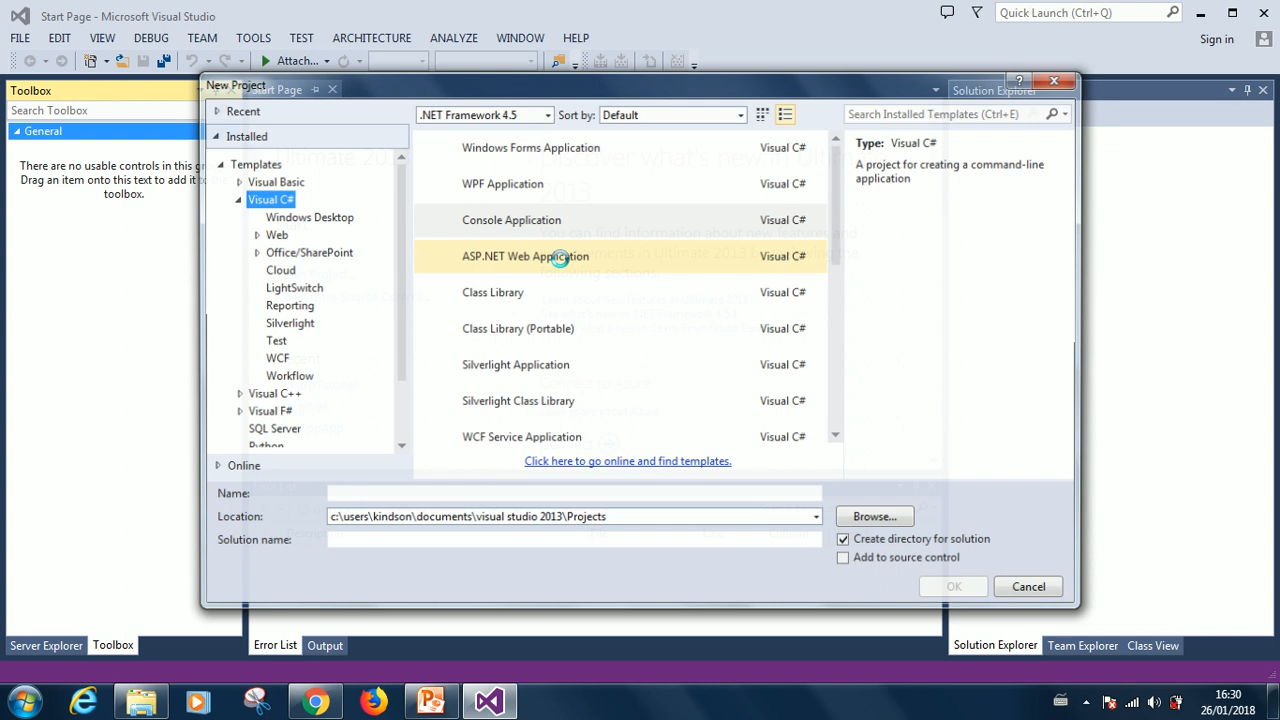 Start Page - Microsoft Visual Studio
Quick Launch (Ctrl+Q)
FILE EDIT VIEW DEBUG TEAM TOOLS TEST ARCHITECTURE ANALYZE WINDOW HELP
Sign in
Attach...
Toolbox
Start Page
Solution Explorer
Search Toolbox
General
There are no usable controls in this gr
Drag an item onto this text to add it to the
toolbox.
New Project
Recent
.NET Framework 4.5
Sort by: Default
Search Installed Templates (Ctrl+E)
Installed
Templates
Visual Basic
Visual C#
Windows Desktop
Web
Office/SharePoint
Cloud
LightSwitch
Reporting
Silverlight
Test
WCF
Workflow
Visual C++
Visual F#
SQL Server
Python
Online
Windows Forms Application Visual C#
WPF Application Visual C#
Console Application Visual C#
ASP.NET Web Application Visual C#
Class Library Visual C#
Class Library (Portable) Visual C#
Silverlight Application Visual C#
Silverlight Class Library Visual C#
WCF Service Application Visual C#
Click here to go online and find templates.
Type: Visual C#
A project for creating a command-line
application
Name:
Location: c:\users\kindson\documents\visual studio 2013\Projects
Browse...
Solution name:
Create directory for solution
Add to source control
OK Cancel
Server Explorer Toolbox
Error List Output
Solution Explorer Team Explorer Class View
16:30
26/01/2018